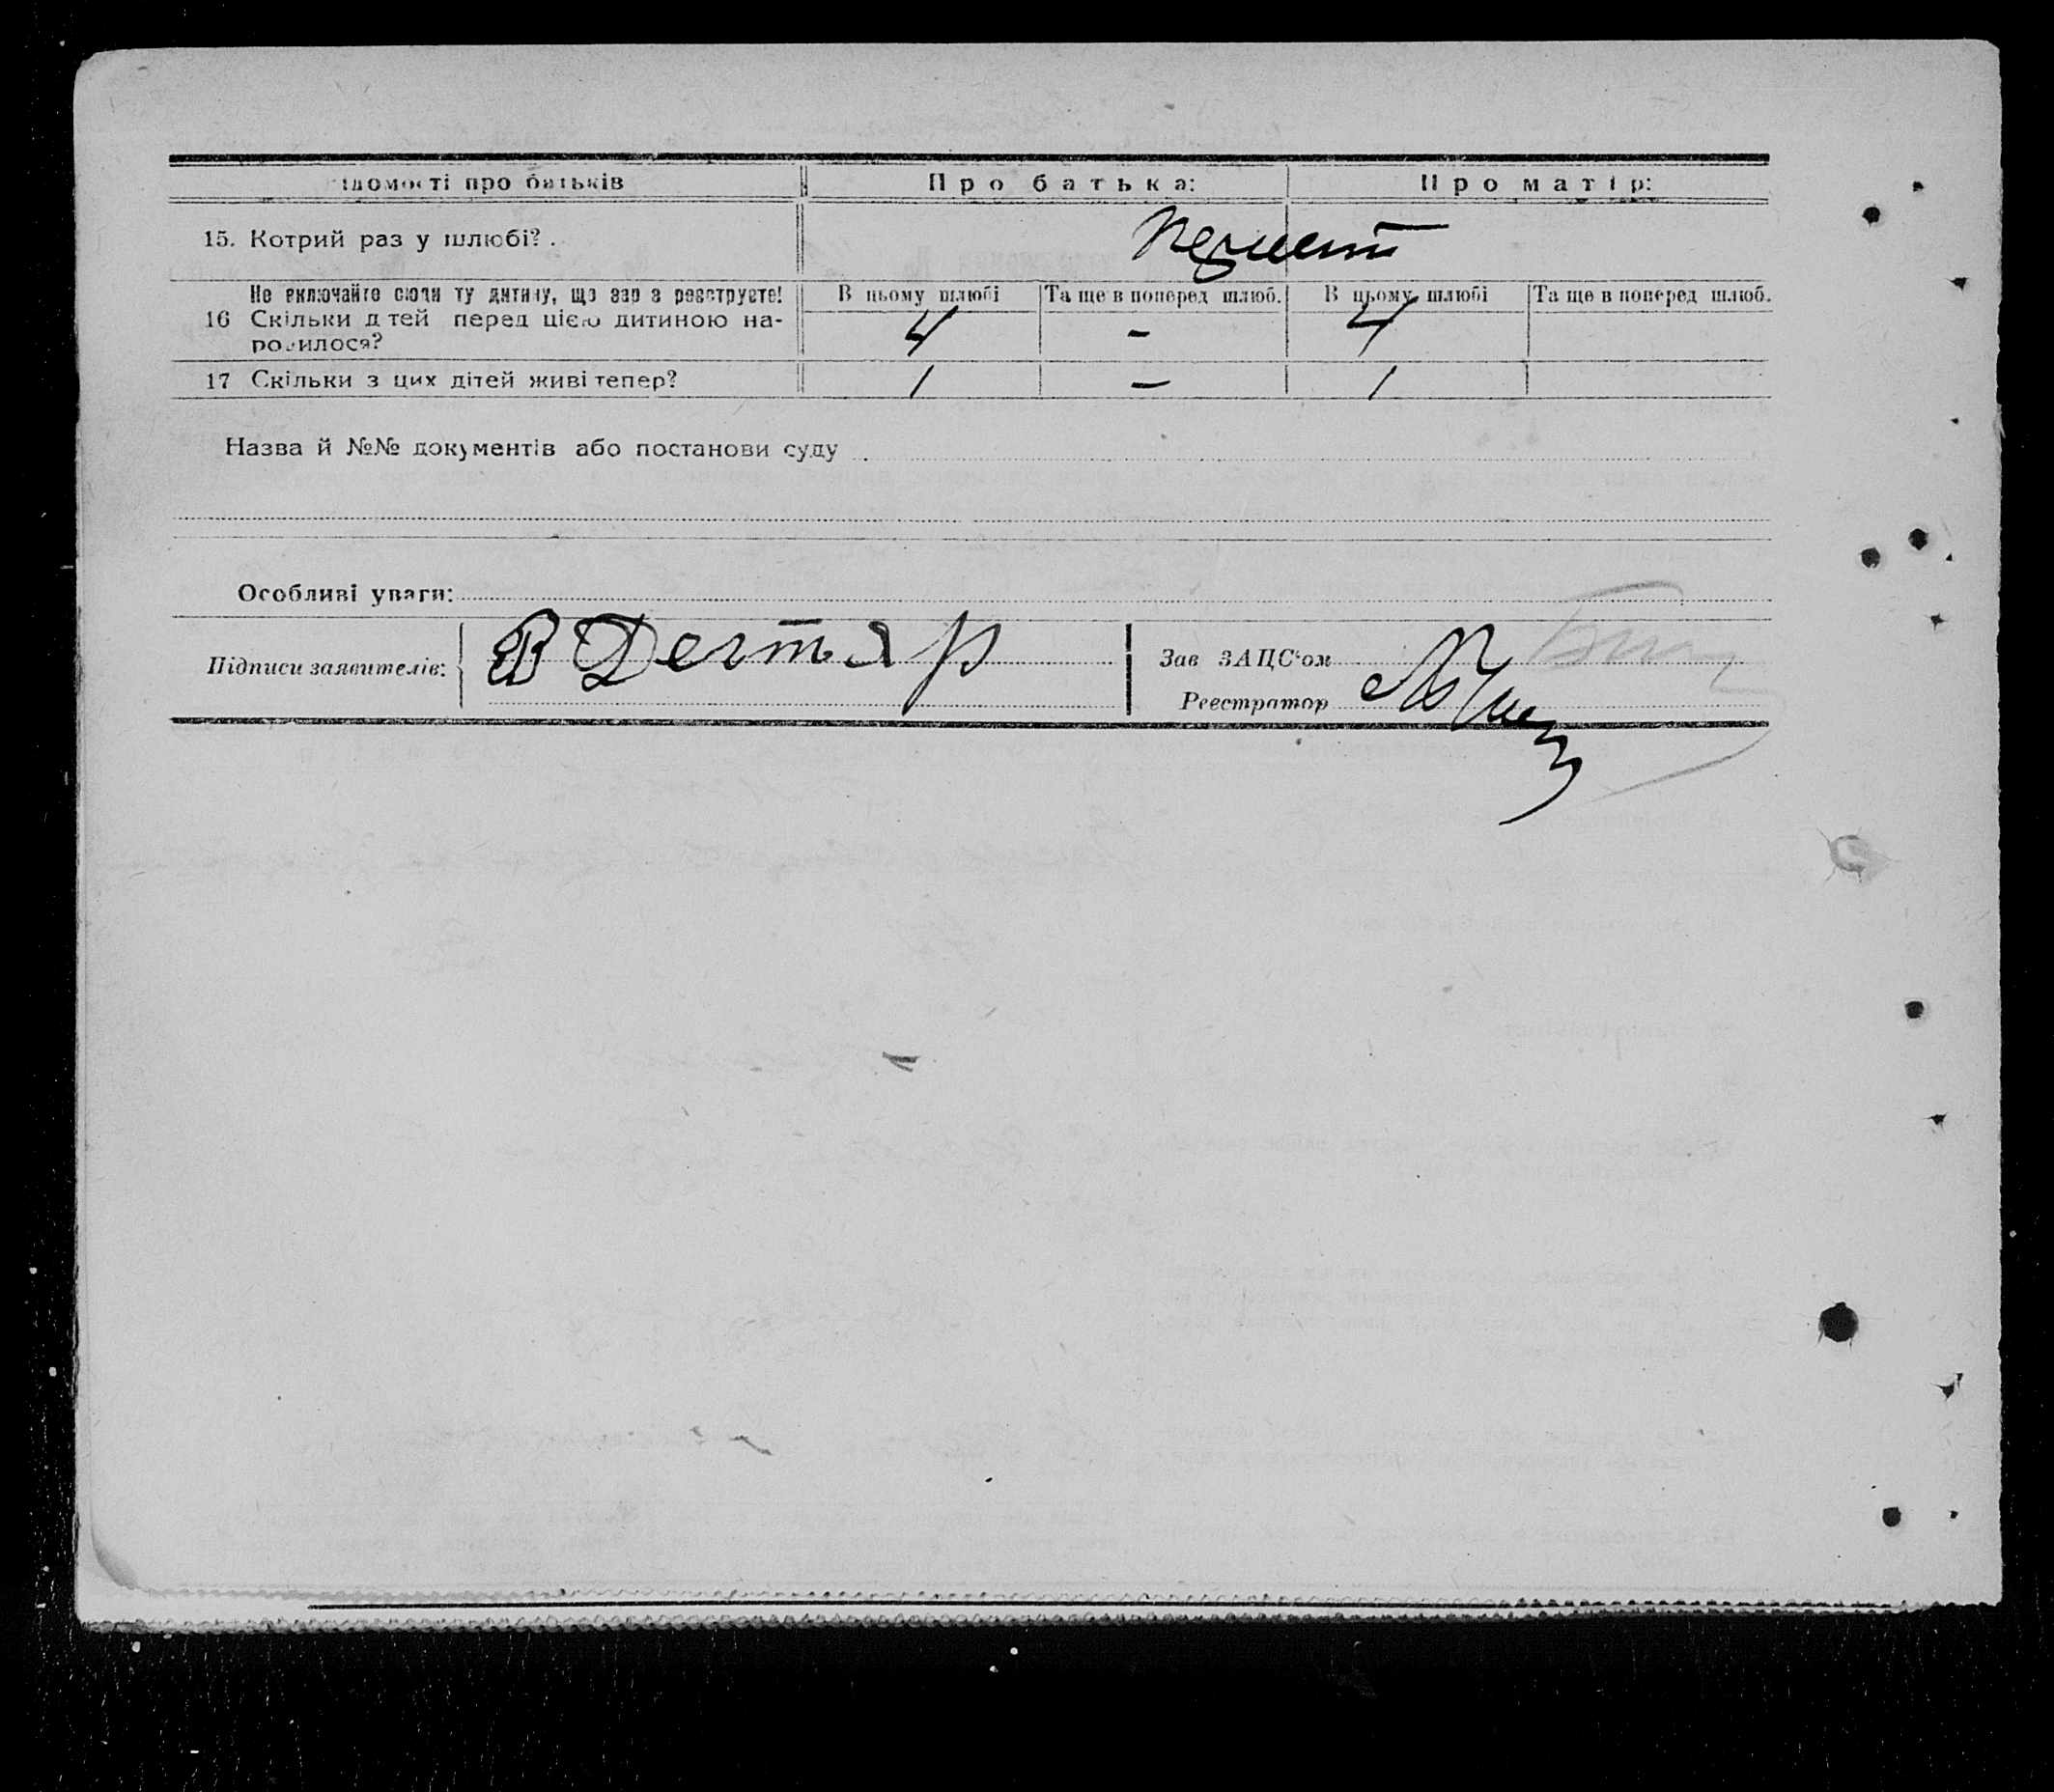 ідомості про батьків Про батька: Про матір:
15. Котрий раз у шлюбі?.
Не включайте сюди ту дитину, що зараз реєструєте! В цьому шлюбі Та ще в поперед шлюб. В цьому шлюбі Та ще в поперед шлюб.
16 Скільки дітей перед цією дитиною на- 4 - 4
родилося?
17 Скільки з цих дітей живі тепер? 1 - 1
Назва й №№ документів або постанови суду
Особливі уваги:
Підписи заявителів: В Дегтяр Зав ЗАЦС'ом
Реєстратор